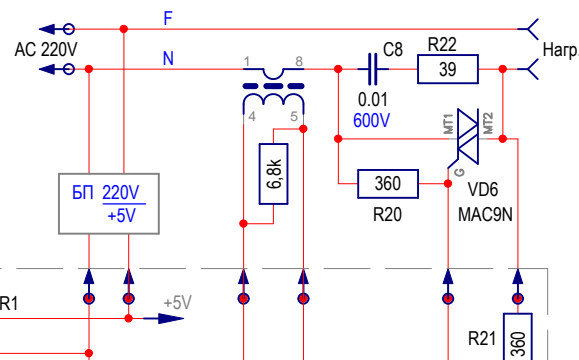 F
AC 220V
N
1
8
C8
R22
39
Нагр.
0.01
600V
4
5
MT1
MT2
6,8k
G
360
R20
VD6
MAC9N
БП 220V
+5V
R1
+5V
R21
360